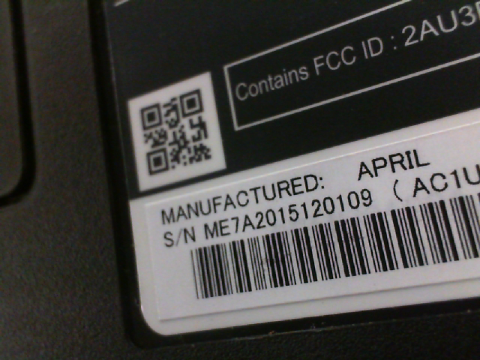 Contains FCC ID : 2AU3
MANUFACTURED: APRIL
S/N ME7A2015120109 ( AC1U